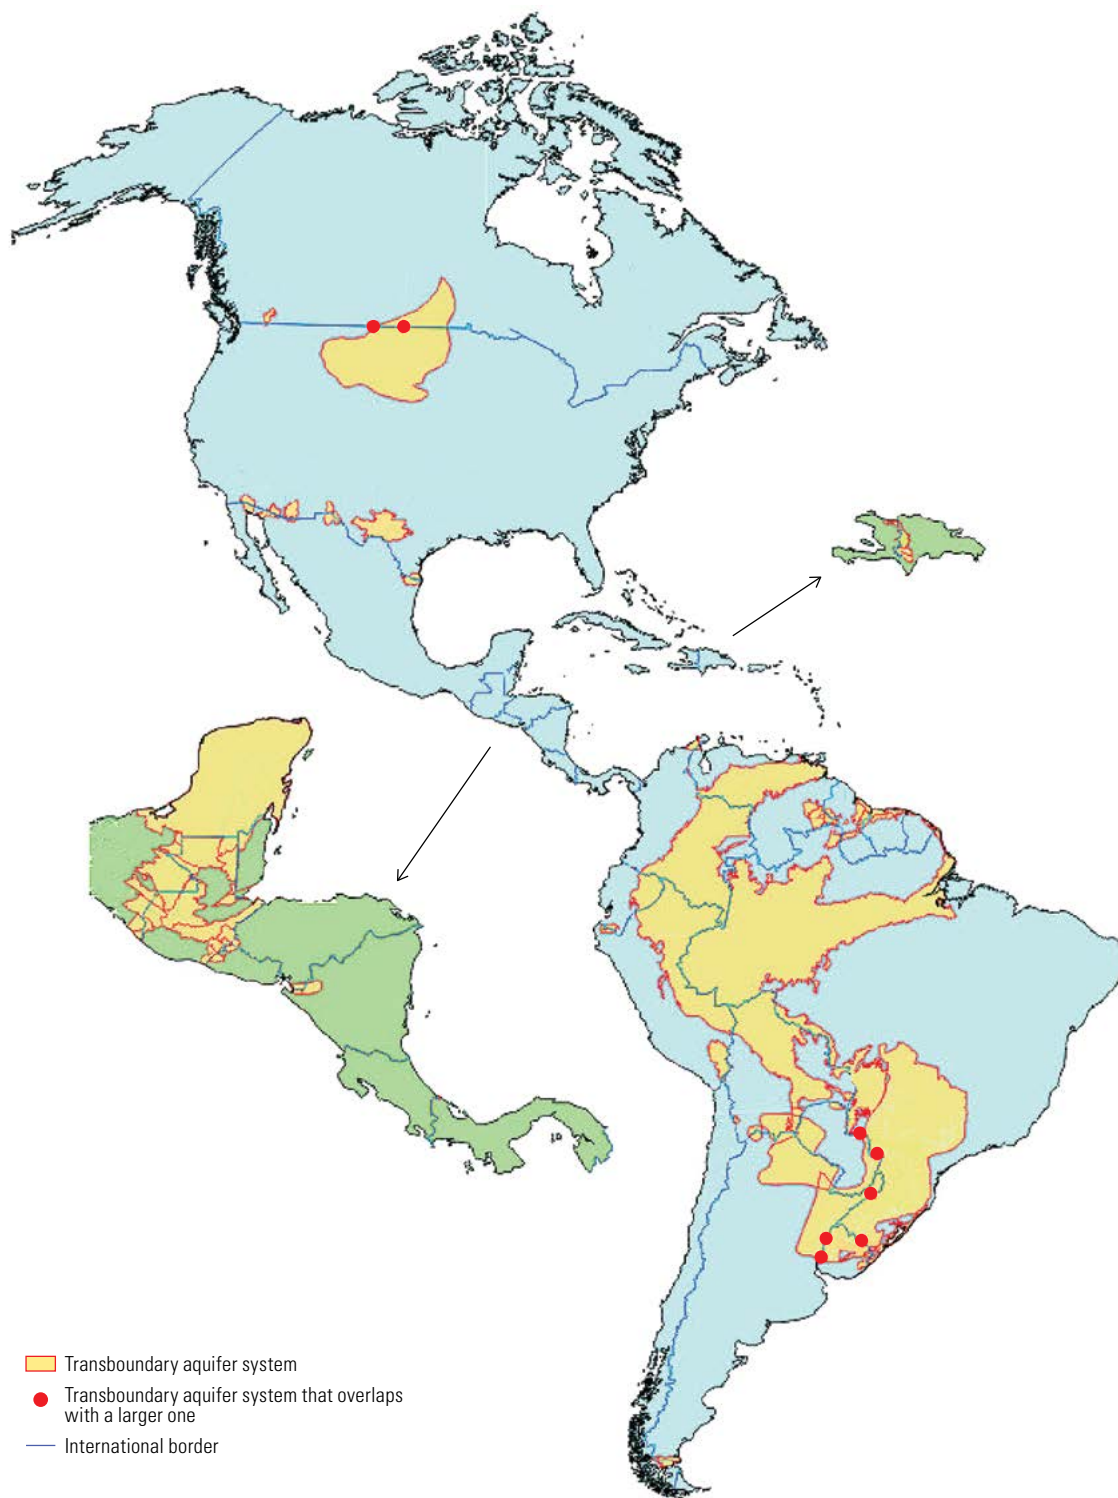 Transboundary aquifer system
Transboundary aquifer system that overlaps
with a larger one
International border